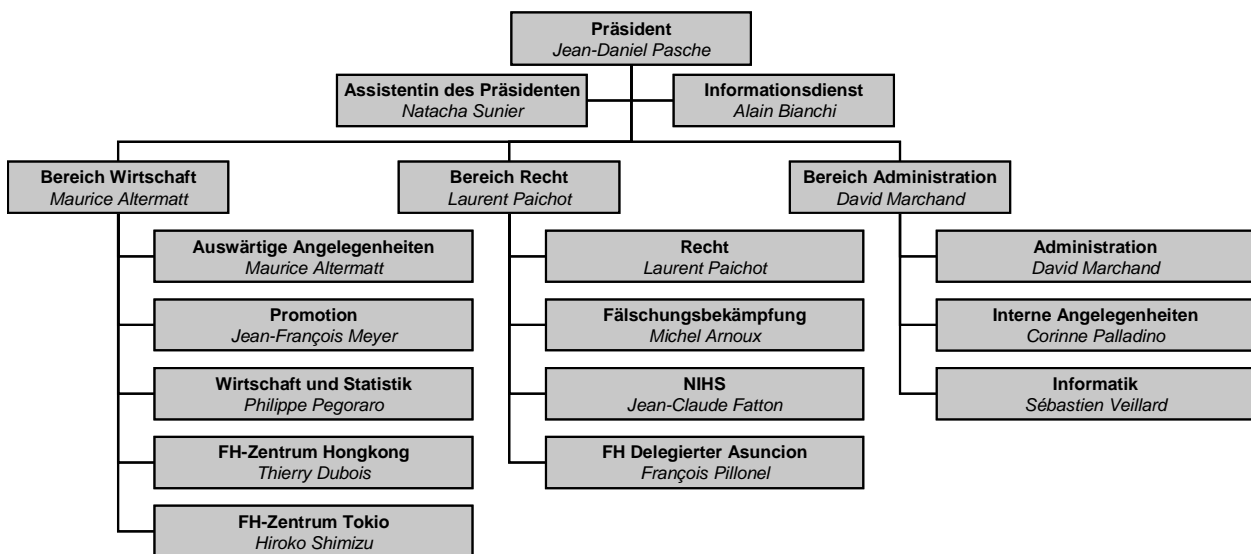 Präsident
Jean-Daniel Pasche
Assistentin des Präsidenten
Natacha Sunier
Informationsdienst
Alain Bianchi
Bereich Wirtschaft
Maurice Altermatt
Bereich Recht
Laurent Paichot
Bereich Administration
David Marchand
Auswärtige Angelegenheiten
Maurice Altermatt
Promotion
Jean-François Meyer
Wirtschaft und Statistik
Philippe Pegoraro
FH-Zentrum Hongkong
Thierry Dubois
FH-Zentrum Tokio
Hiroko Shimizu
Recht
Laurent Paichot
Fälschungsbekämpfung
Michel Arnoux
NIHS
Jean-Claude Fatton
FH Delegierter Asuncion
François Pillonel
Administration
David Marchand
Interne Angelegenheiten
Corinne Palladino
Informatik
Sébastien Veillard